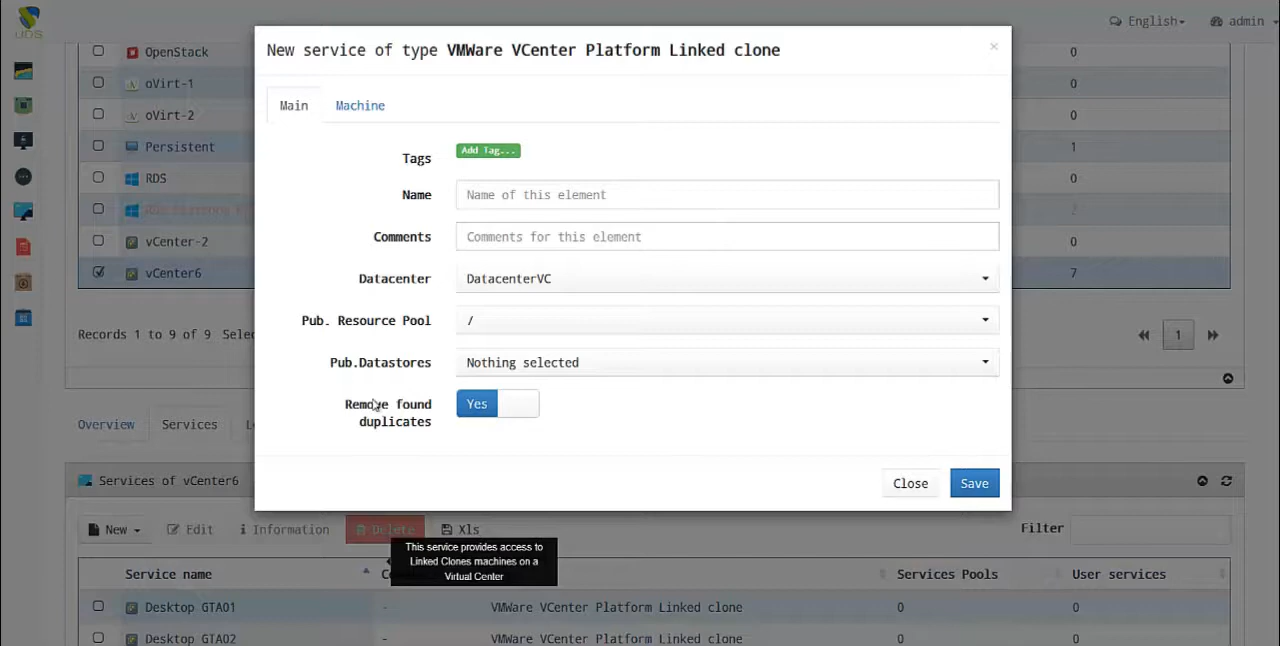 UDS
English
admin
New service of type VMWare VCenter Platform Linked clone
×
Main
Machine
Tags
Add Tag...
Name
Name of this element
Comments
Comments for this element
Datacenter
DatacenterVC
Pub. Resource Pool
/
Pub.Datastores
Nothing selected
Remove found
duplicates
Yes
Close
Save
OpenStack 0
oVirt-1 0
oVirt-2 0
Persistent 1
RDS 0
2
vCenter-2 0
vCenter6 7
Records 1 to 9 of 9
1
Overview
Services
Services of vCenter6
New
Edit
Information
Delete
Xls
Filter
This service provides access to
Linked Clones machines on a
Virtual Center
Service name Services Pools User services
Desktop GTA01 - VMWare VCenter Platform Linked clone 0 0
Desktop GTA02 - VMWare VCenter Platform Linked clone 0 0